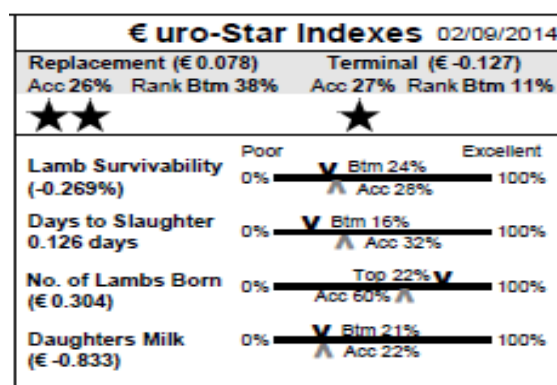 €uro-Star Indexes 02/09/2014
Replacement (€ 0.078) Terminal (€ -0.127)
Acc 26% Rank Btm 38% Acc 27% Rank Btm 11%
Poor Excellent
Lamb Survivability 0% Btm 24% 100%
(-0.269%) Acc 28%
Days to Slaughter 0% Btm 16% 100%
0.126 days Acc 32%
No. of Lambs Born 0% Top 22% 100%
(€ 0.304) Acc 60%
Daughters Milk 0% Btm 21% 100%
(€ -0.833) Acc 22%